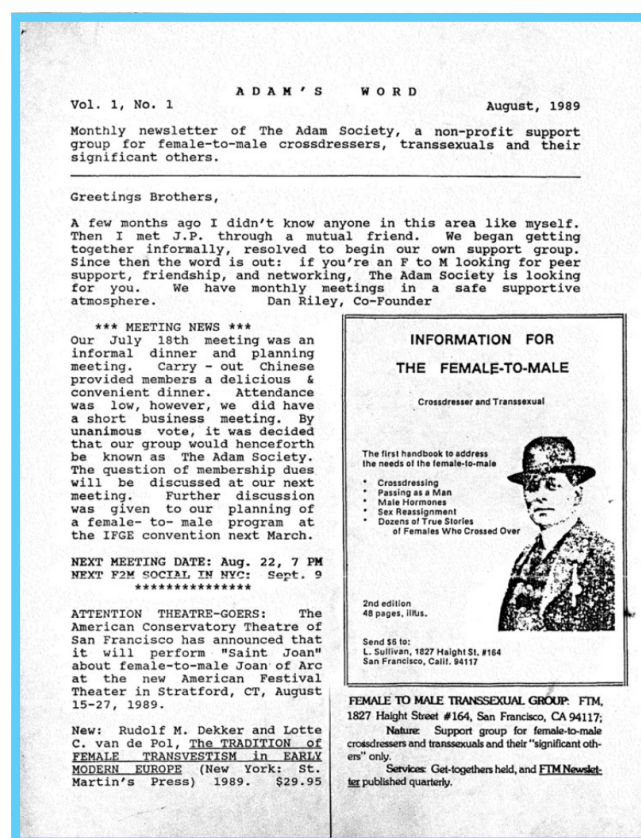 ADAM'S WORD
Vol. 1, No. 1 August, 1989
Monthly newsletter of The Adam Society, a non-profit support
group for female-to-male crossdressers, transsexuals and their
significant others.
Greetings Brothers,
A few months ago I didn't know anyone in this area like myself.
Then I met J.P. through a mutual friend. We began getting
together informally, resolved to begin our own support group.
Since then the word is out: if you're an F to M looking for peer
support, friendship, and networking, The Adam Society is looking
for you. We have monthly meetings in a safe supportive
atmosphere. Dan Riley, Co-Founder
*** MEETING NEWS ***
Our July 18th meeting was an
informal dinner and planning
meeting. Carry - out Chinese
provided members a delicious &
convenient dinner. Attendance
was low, however, we did have
a short business meeting. By
unanimous vote, it was decided
that our group would henceforth
be known as The Adam Society.
The question of membership dues
will be discussed at our next
meeting. Further discussion
was given to our planning of
a female- to- male program at
the IFGE convention next March.
NEXT MEETING DATE: Aug. 22, 7 PM
NEXT F2M SOCIAL IN NYC: Sept. 9
***************
ATTENTION THEATRE-GOERS: The
American Conservatory Theatre of
San Francisco has announced that
it will perform "Saint Joan"
about female-to-male Joan of Arc
at the new American Festival
Theater in Stratford, CT, August
15-27, 1989.
New: Rudolf M. Dekker and Lotte
C. van de Pol, The TRADITION of
FEMALE TRANSVESTISM in EARLY
MODERN EUROPE (New York: St.
Martin's Press) 1989. $29.95
INFORMATION FOR
THE FEMALE-TO-MALE
Crossdresser and Transsexual
The first handbook to address
the needs of the female-to-male
* Crossdressing
* Passing as a Man
* Male Hormones
* Sex Reassignment
* Dozens of True Stories
of Females Who Crossed Over
2nd edition
48 pages, illus.
Send $6 to:
L. Sullivan, 1827 Haight St. #164
San Francisco, Calif. 94117
FEMALE TO MALE TRANSSEXUAL GROUP: FTM,
1827 Haight Street #164, San Francisco, CA 94117;
Nature: Support group for female-to-male
crossdressers and transsexuals and their "significant oth-
ers" only.
Services: Get-togethers held, and FTM Newslet-
ter published quarterly.